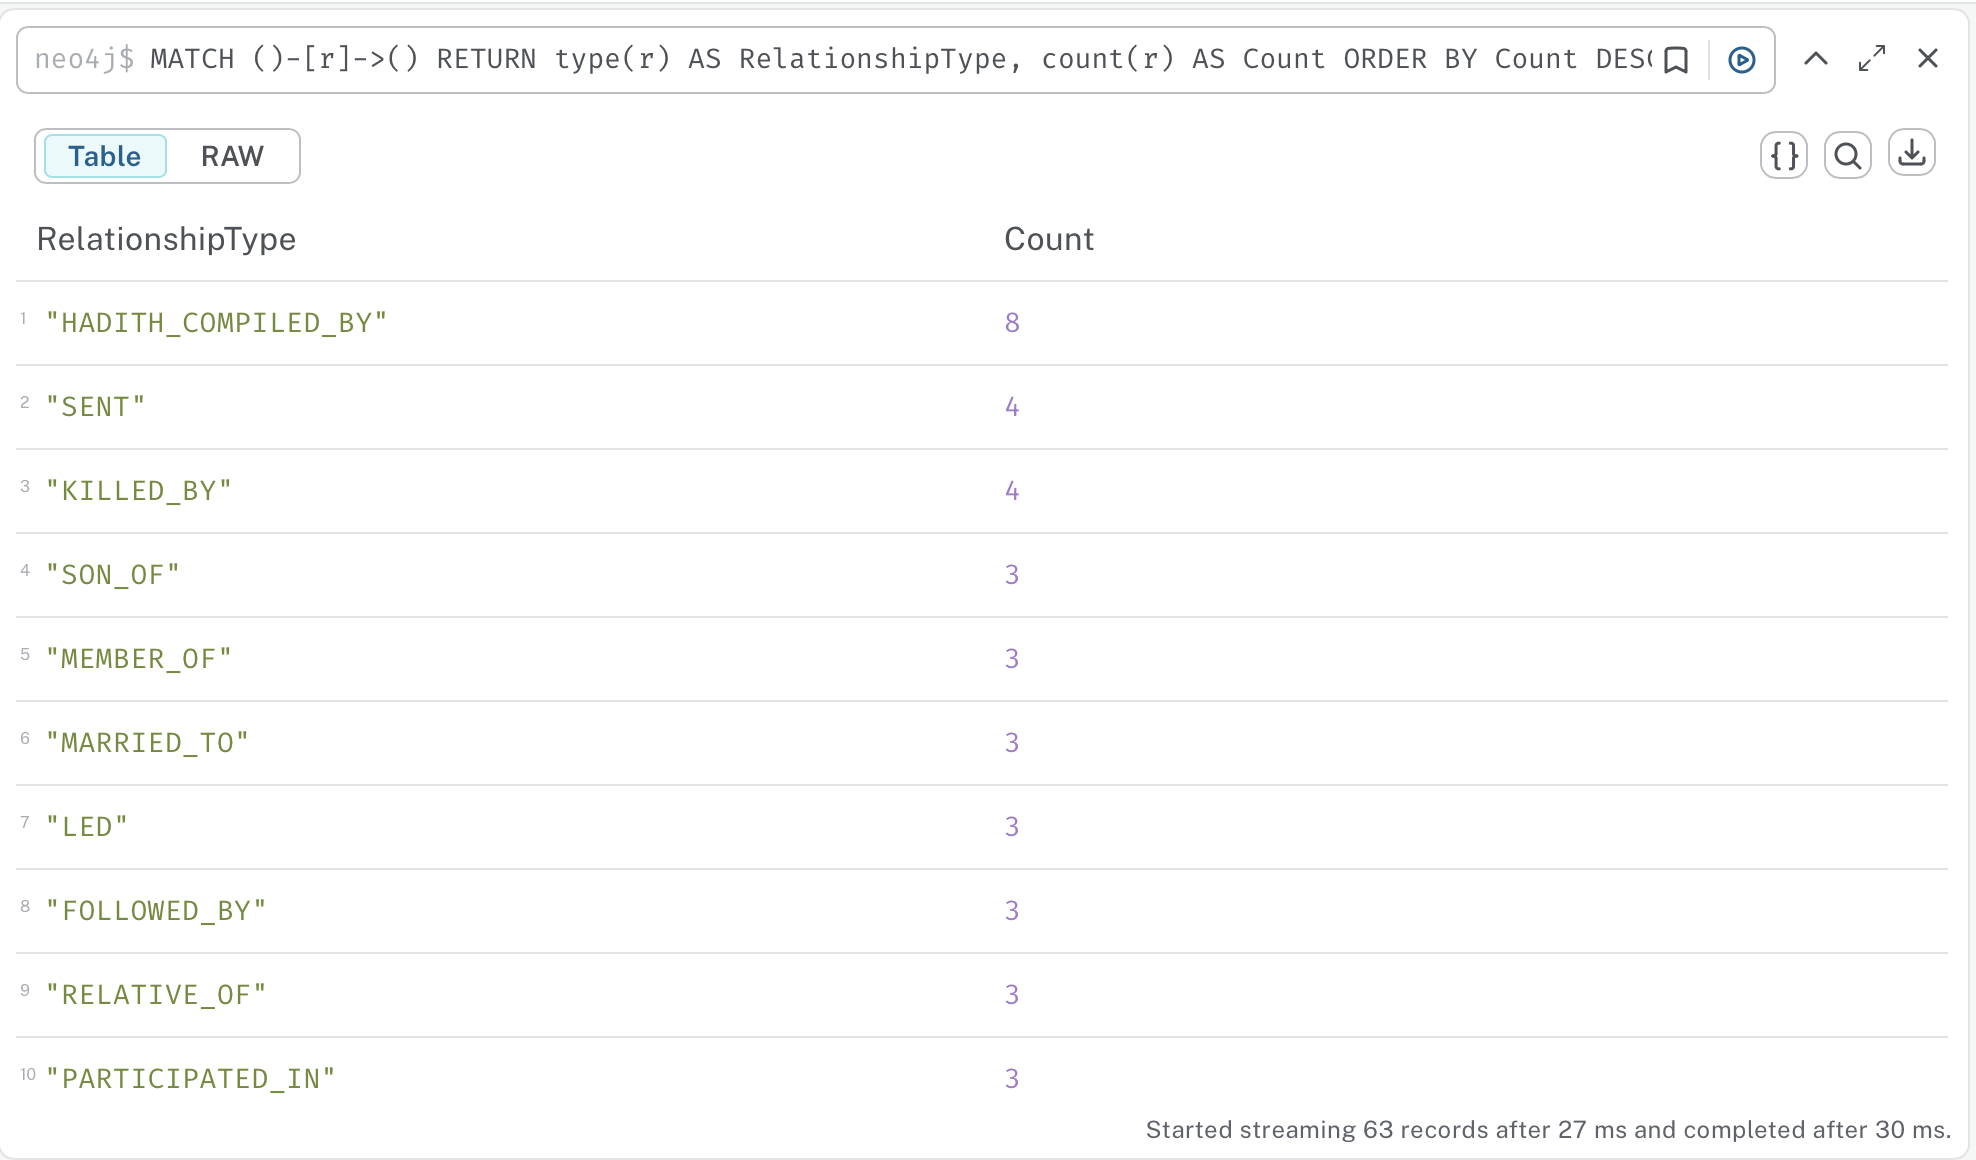 neo4j$ MATCH ()-[r]->() RETURN type(r) AS RelationshipType, count(r) AS Count ORDER BY Count DESC
Table RAW
RelationshipType Count
1 "HADITH_COMPILED_BY" 8
2 "SENT" 4
3 "KILLED_BY" 4
4 "SON_OF" 3
5 "MEMBER_OF" 3
6 "MARRIED_TO" 3
7 "LED" 3
8 "FOLLOWED_BY" 3
9 "RELATIVE_OF" 3
10 "PARTICIPATED_IN" 3
Started streaming 63 records after 27 ms and completed after 30 ms.